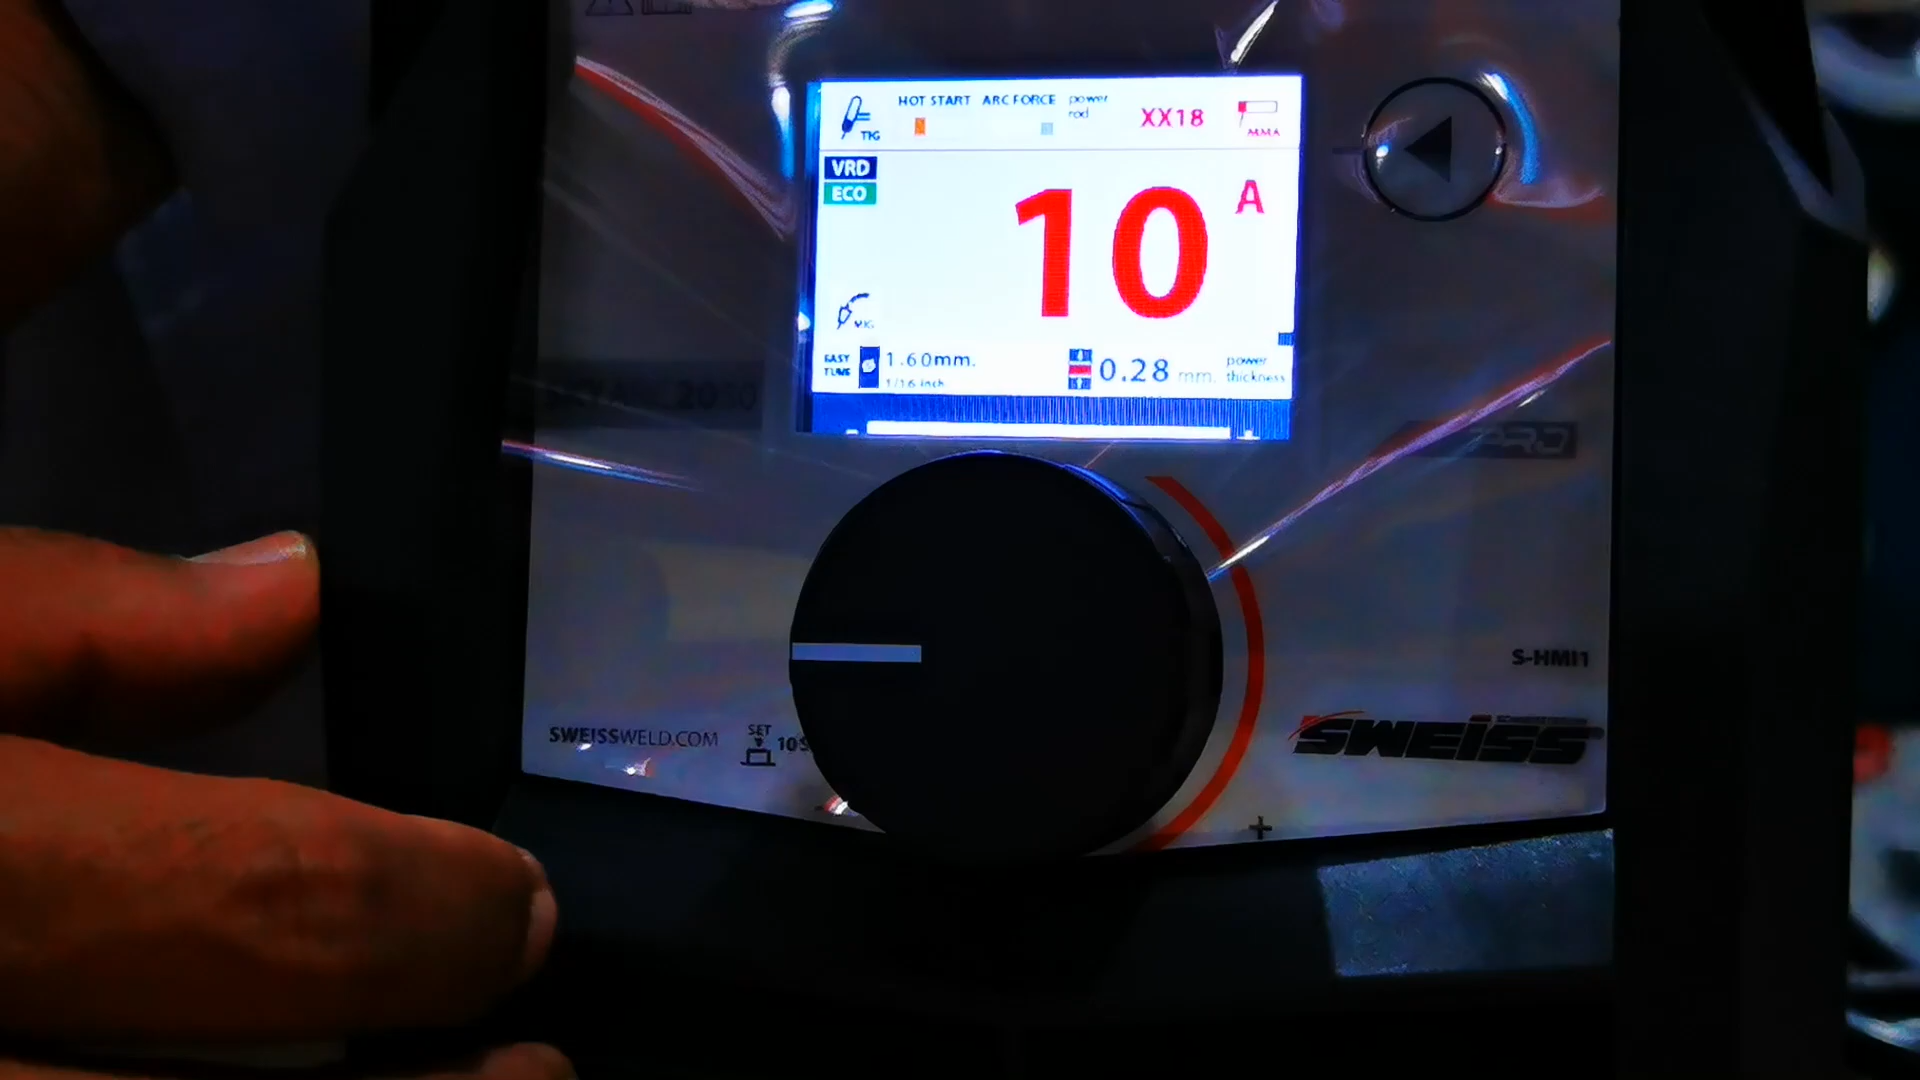 HOT START ARC FORCE power rod XX18
TIG
MMA
VRD
ECO
10 A
MIG
EASY TUNE 1.60mm. 0.28 mm. power thickness
1/16 inch
PRO
S-HMI1
SWEISSWELD.COM
SET
SWEISS
+